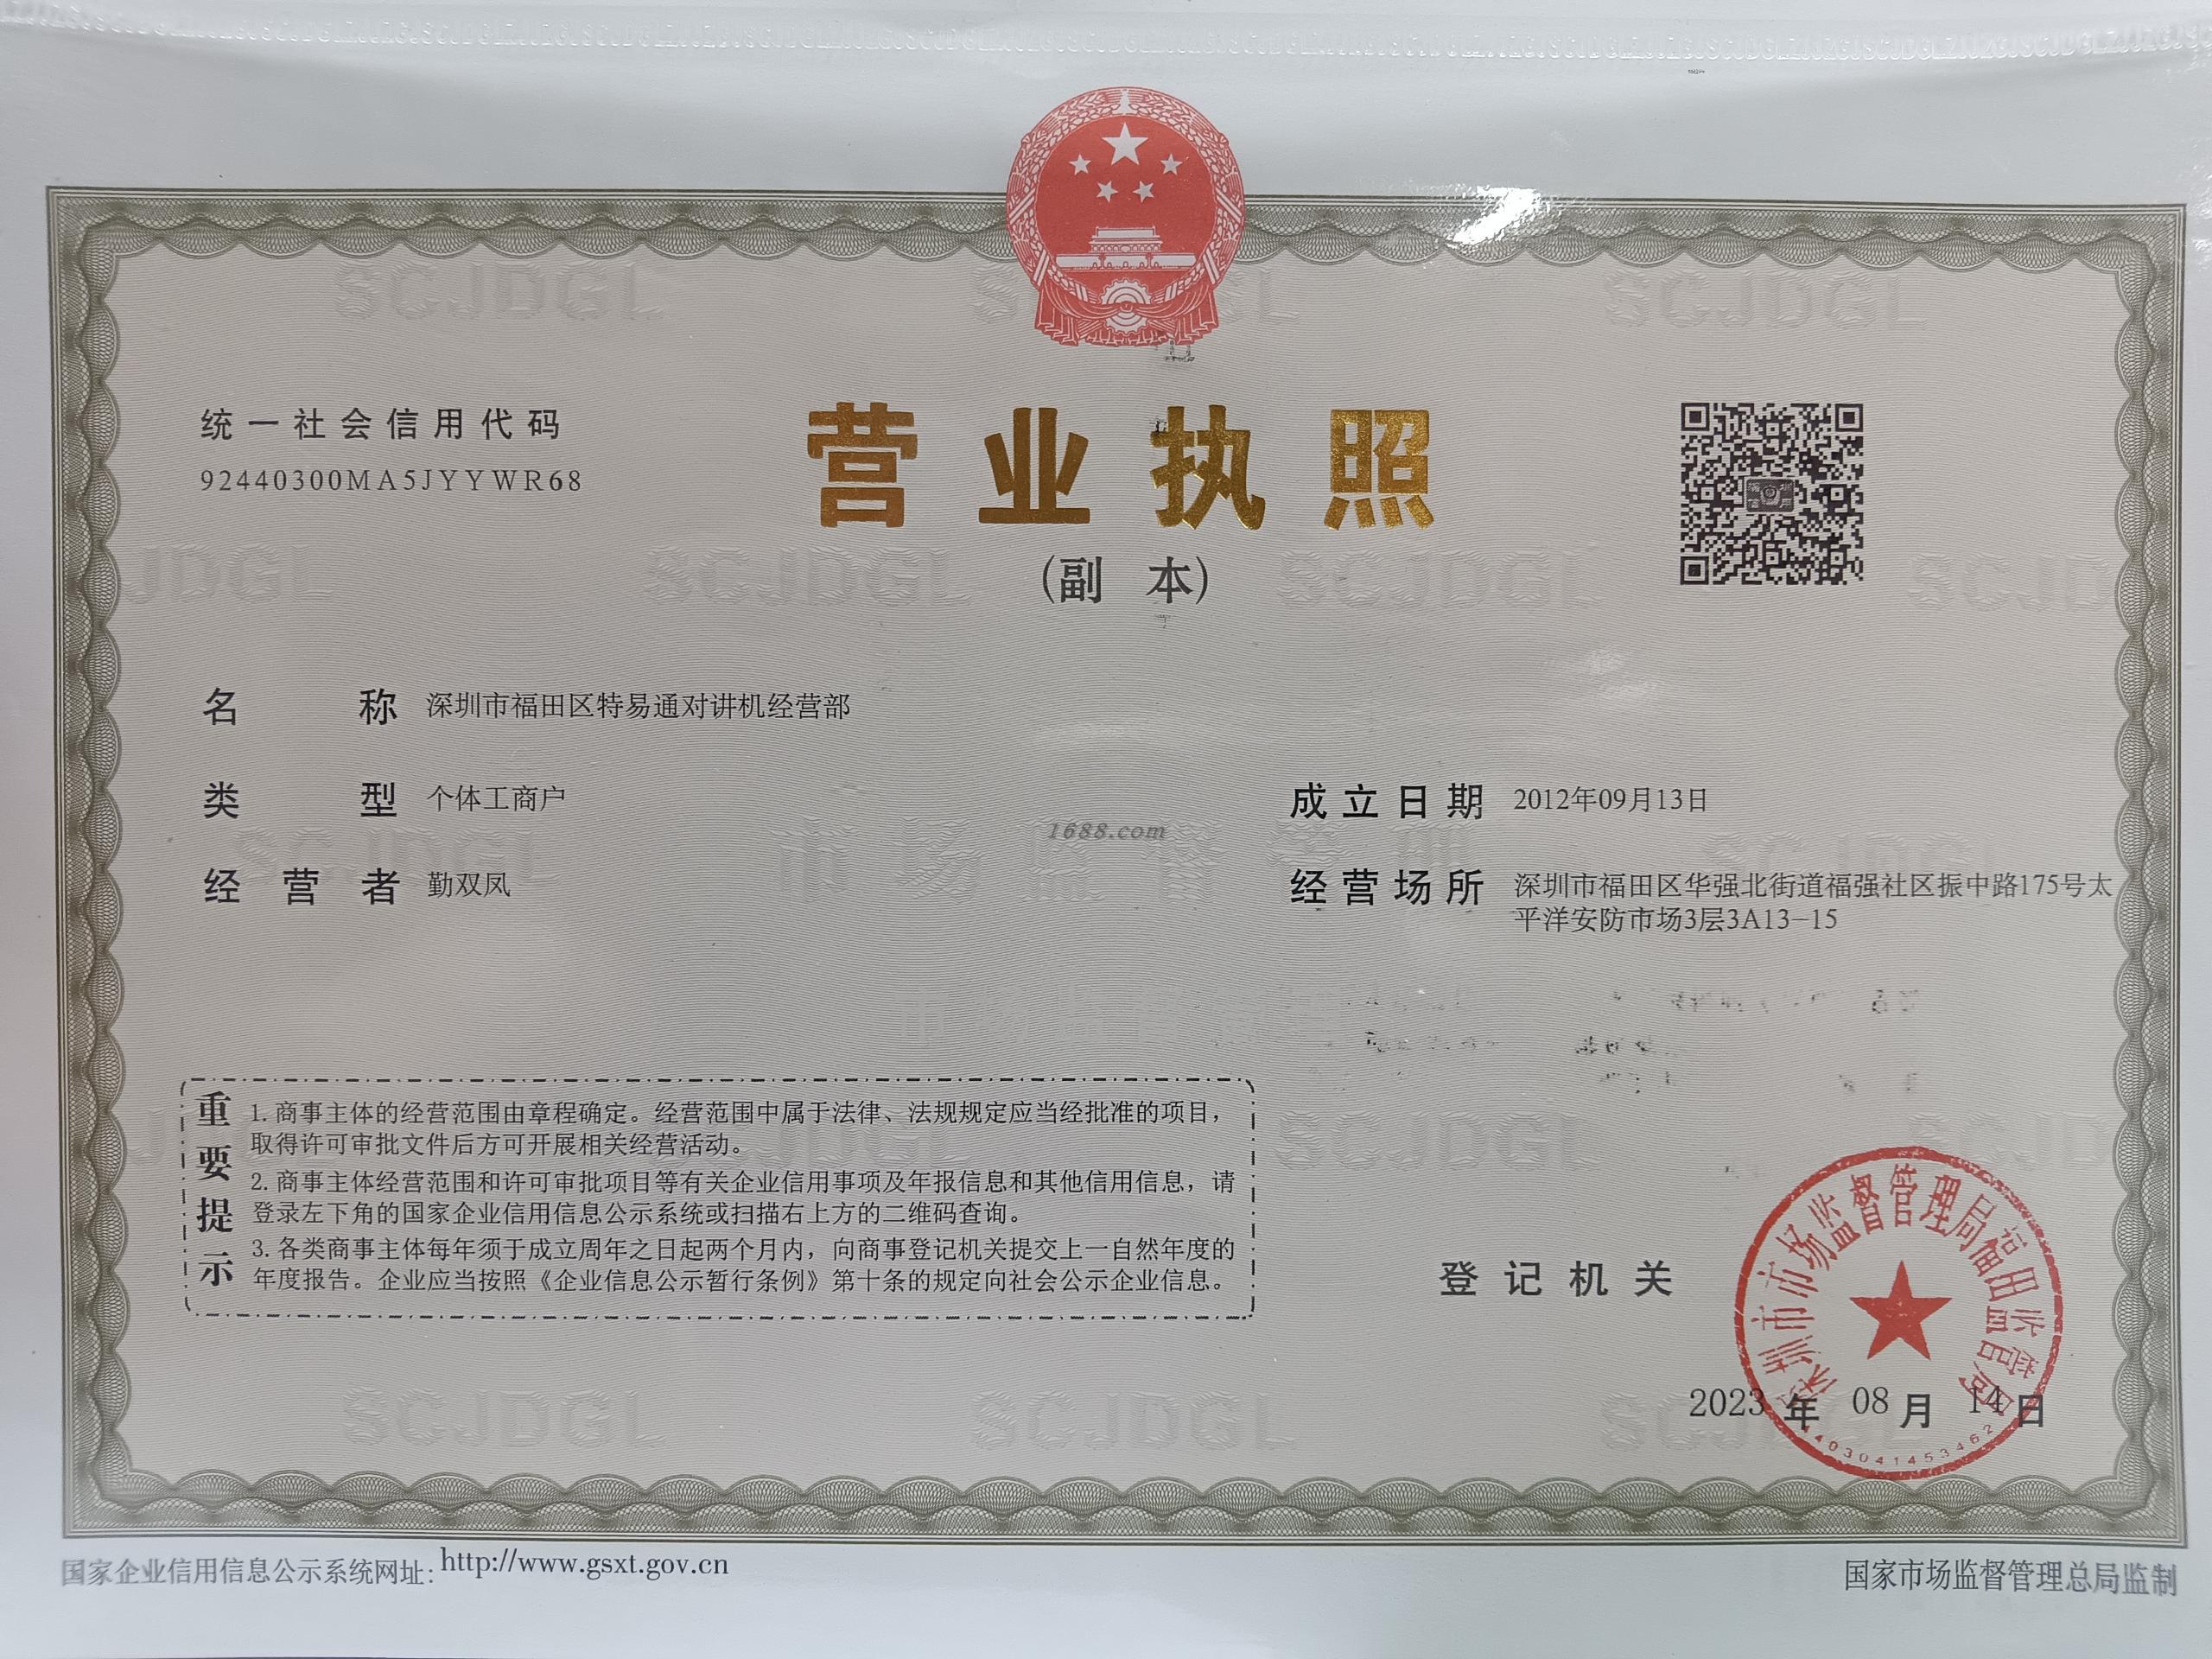 统一社会信用代码
92440300MA5JYYWR68
营业执照
(副 本)
名 称 深圳市福田区特易通对讲机经营部
类 型 个体工商户
成立日期 2012年09月13日
1688.com
经营者 勤双凤
经营场所 深圳市福田区华强北街道福强社区振中路175号太
平洋安防市场3层3A13-15
重要提示
1. 商事主体的经营范围由章程确定。经营范围中属于法律、法规规定应当经批准的项目,
取得许可审批文件后方可开展相关经营活动。
2. 商事主体经营范围和许可审批项目等有关企业信用事项及年报信息和其他信用信息,请
登录左下角的国家企业信用信息公示系统或扫描右上方的二维码查询。
3. 各类商事主体每年须于成立周年之日起两个月内,向商事登记机关提交上一自然年度的
年度报告。企业应当按照《企业信息公示暂行条例》第十条的规定向社会公示企业信息。
登记机关
深圳市市场监督管理局福田监管局
2023 年 08 月 14 日
4403041453462
国家企业信用信息公示系统网址: http://www.gsxt.gov.cn
国家市场监督管理总局监制
SCJDGL